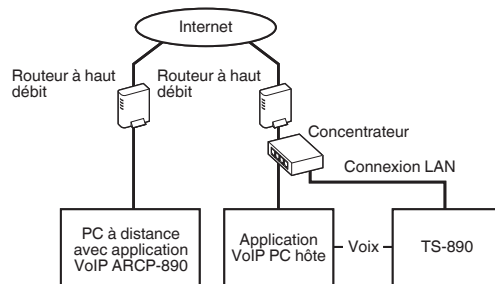 Internet
Routeur à haut
débit
Routeur à haut
débit
Concentrateur
Connexion LAN
PC à distance
avec application
VoIP ARCP-890
Application
VoIP PC hôte
Voix
TS-890